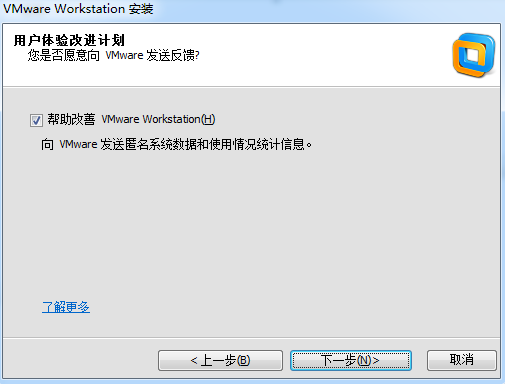 VMware Workstation 安装
用户体验改进计划
您是否愿意向 VMware 发送反馈?
帮助改善 VMware Workstation(H)
向 VMware 发送匿名系统数据和使用情况统计信息。
了解更多
< 上一步(B)
下一步(N)>
取消